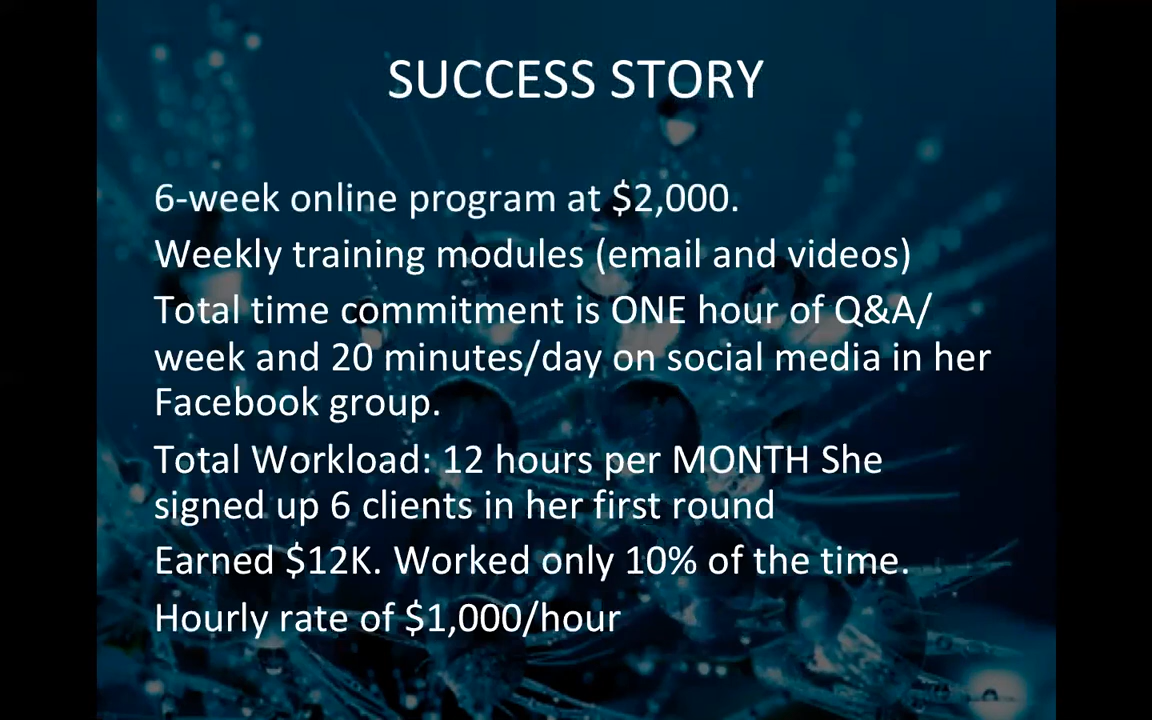 SUCCESS STORY
6-week online program at $2,000.
Weekly training modules (email and videos)
Total time commitment is ONE hour of Q&A/
week and 20 minutes/day on social media in her
Facebook group.
Total Workload: 12 hours per MONTH She
signed up 6 clients in her first round
Earned $12K. Worked only 10% of the time.
Hourly rate of $1,000/hour